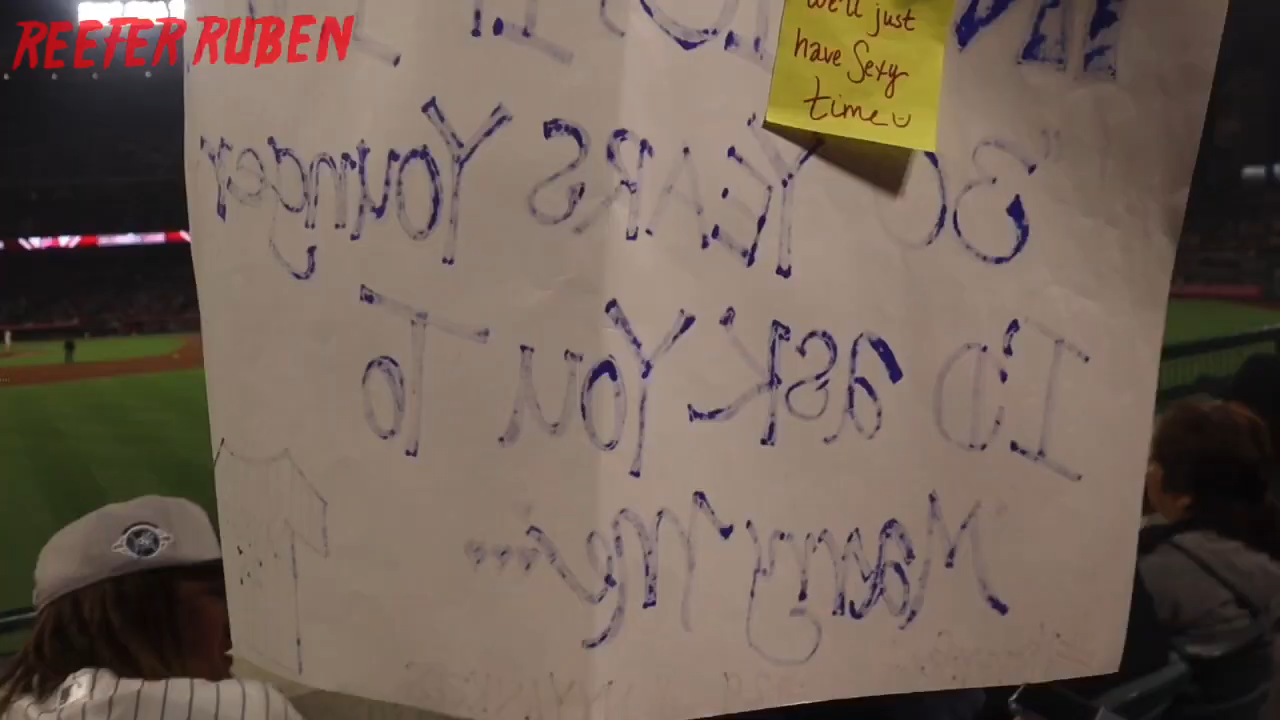 REEFER RUBEN
we'll just
have Sexy
time
"30 YEARS Younger
I'D ask You To
Marry Me...